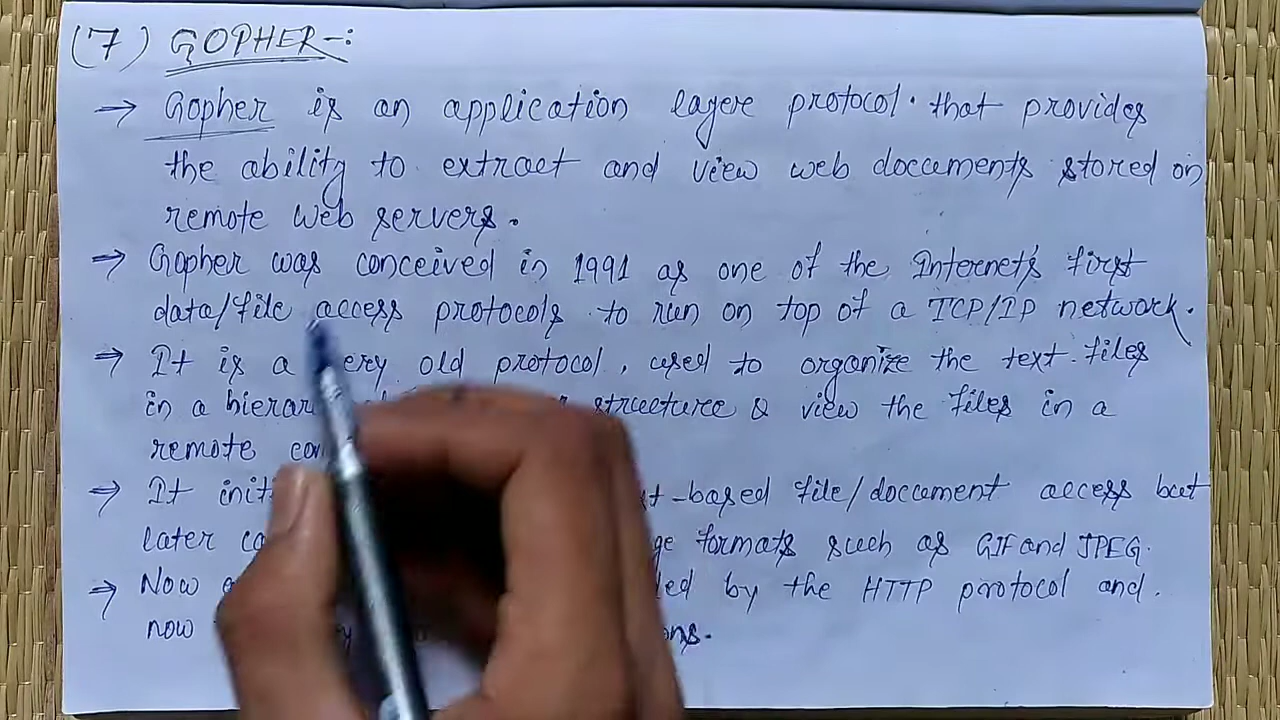 (7) GOPHER-:
→ Gopher is an application layer protocol. that provides
the ability to extract and view web documents stored on
remote web servers.
→ Gopher was conceived in 1991 as one of the Internet's first
data/file access protocols to run on top of a TCP/IP network.
→ It is a very old protocol, used to organize the text files
in a structure & view the files in a
remote
→ It -based file/document access but
later formats such as GIF and JPEG.
→ Now by the HTTP protocol and.
now